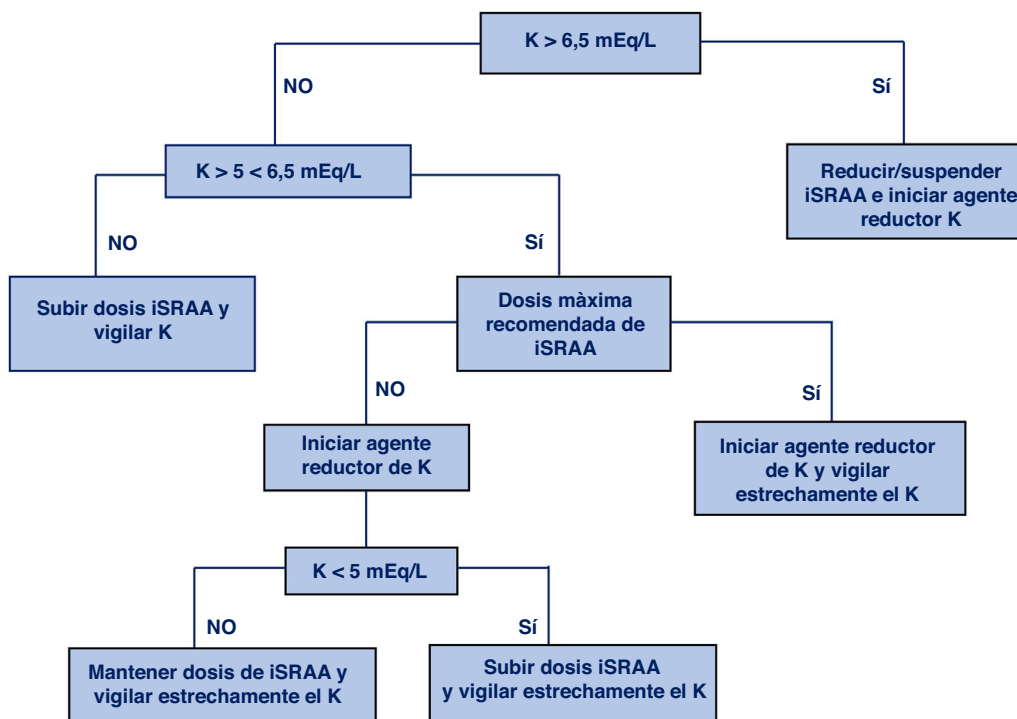 K > 6,5 mEq/L
NO
Sí
K > 5 < 6,5 mEq/L
Reducir/suspender
iSRAA e iniciar agente
reductor K
NO
Sí
Subir dosis iSRAA y
vigilar K
Dosis màxima
recomendada de
iSRAA
NO
Sí
Iniciar agente
reductor de K
Iniciar agente reductor
de K y vigilar
estrechamente el K
K < 5 mEq/L
NO
Sí
Mantener dosis de iSRAA y
vigilar estrechamente el K
Subir dosis iSRAA
y vigilar estrechamente el K